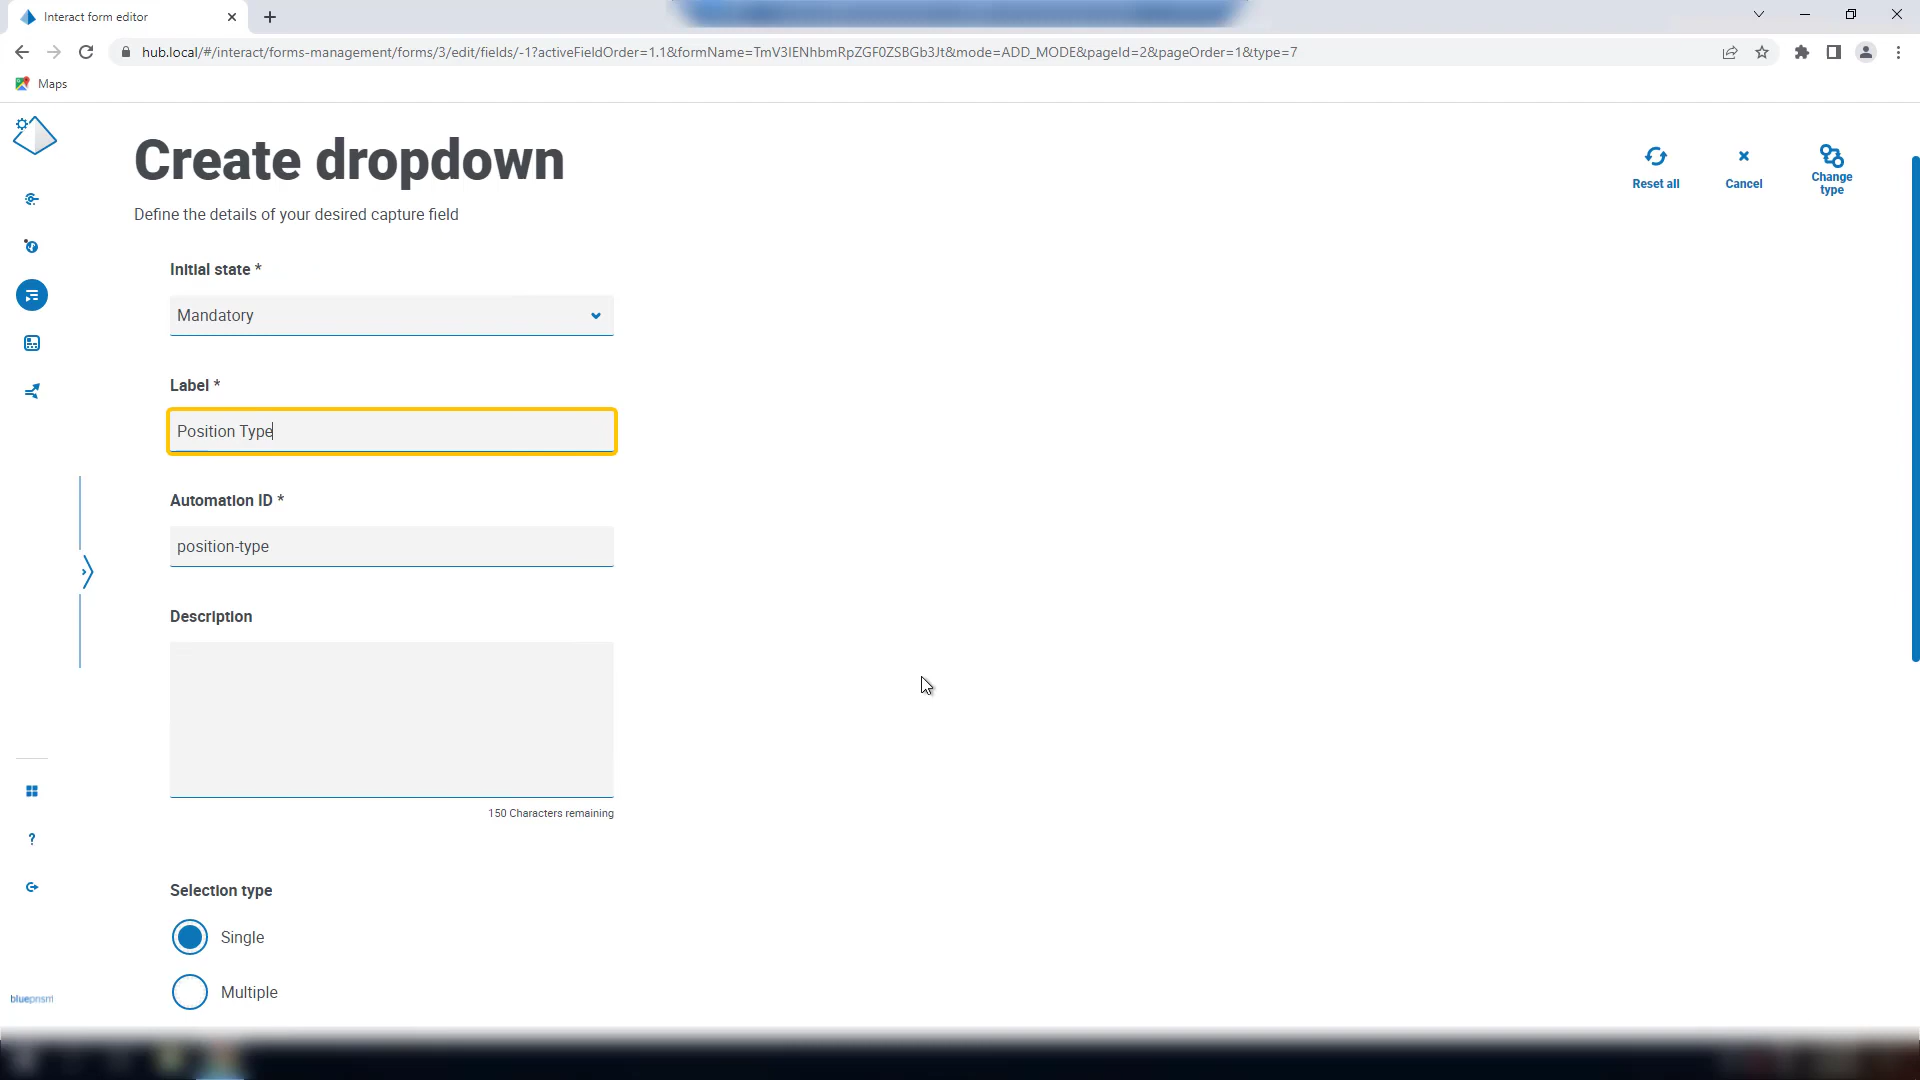 Interact form editor
hub.local/#/interact/forms-management/forms/3/edit/fields/-1?activeFieldOrder=1.1&formName=TmV3IENhbmRpZGF0ZSBGb3Jt&mode=ADD_MODE&pageId=2&pageOrder=1&type=7
Maps
Create dropdown
Reset all
Cancel
Change
type
Define the details of your desired capture field
Initial state *
Mandatory
Label *
Position Type
Automation ID *
position-type
Description
150 Characters remaining
?
Selection type
Single
Multiple
blueprism